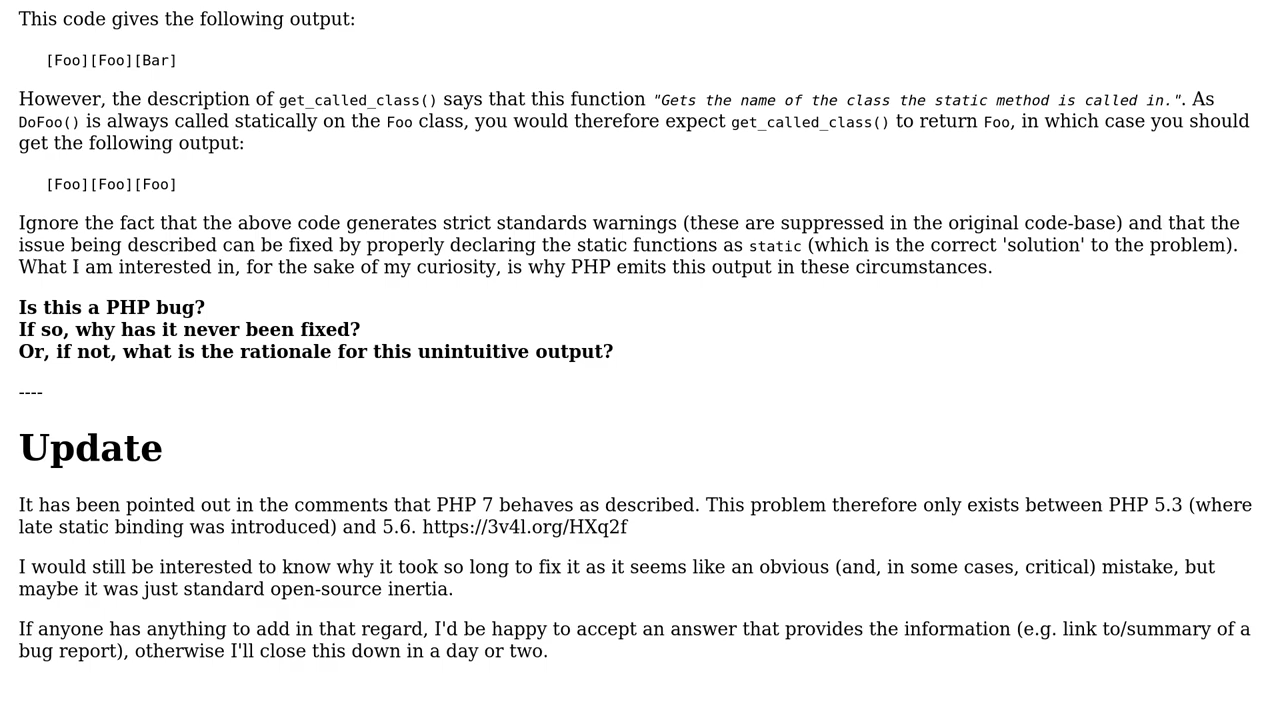 This code gives the following output:
[Foo][Foo][Bar]
However, the description of get_called_class() says that this function "Gets the name of the class the static method is called in.". As
DoFoo() is always called statically on the Foo class, you would therefore expect get_called_class() to return Foo, in which case you should
get the following output:
[Foo][Foo][Foo]
Ignore the fact that the above code generates strict standards warnings (these are suppressed in the original code-base) and that the
issue being described can be fixed by properly declaring the static functions as static (which is the correct 'solution' to the problem).
What I am interested in, for the sake of my curiosity, is why PHP emits this output in these circumstances.
Is this a PHP bug?
If so, why has it never been fixed?
Or, if not, what is the rationale for this unintuitive output?
----
Update
It has been pointed out in the comments that PHP 7 behaves as described. This problem therefore only exists between PHP 5.3 (where
late static binding was introduced) and 5.6. https://3v4l.org/HXq2f
I would still be interested to know why it took so long to fix it as it seems like an obvious (and, in some cases, critical) mistake, but
maybe it was just standard open-source inertia.
If anyone has anything to add in that regard, I'd be happy to accept an answer that provides the information (e.g. link to/summary of a
bug report), otherwise I'll close this down in a day or two.